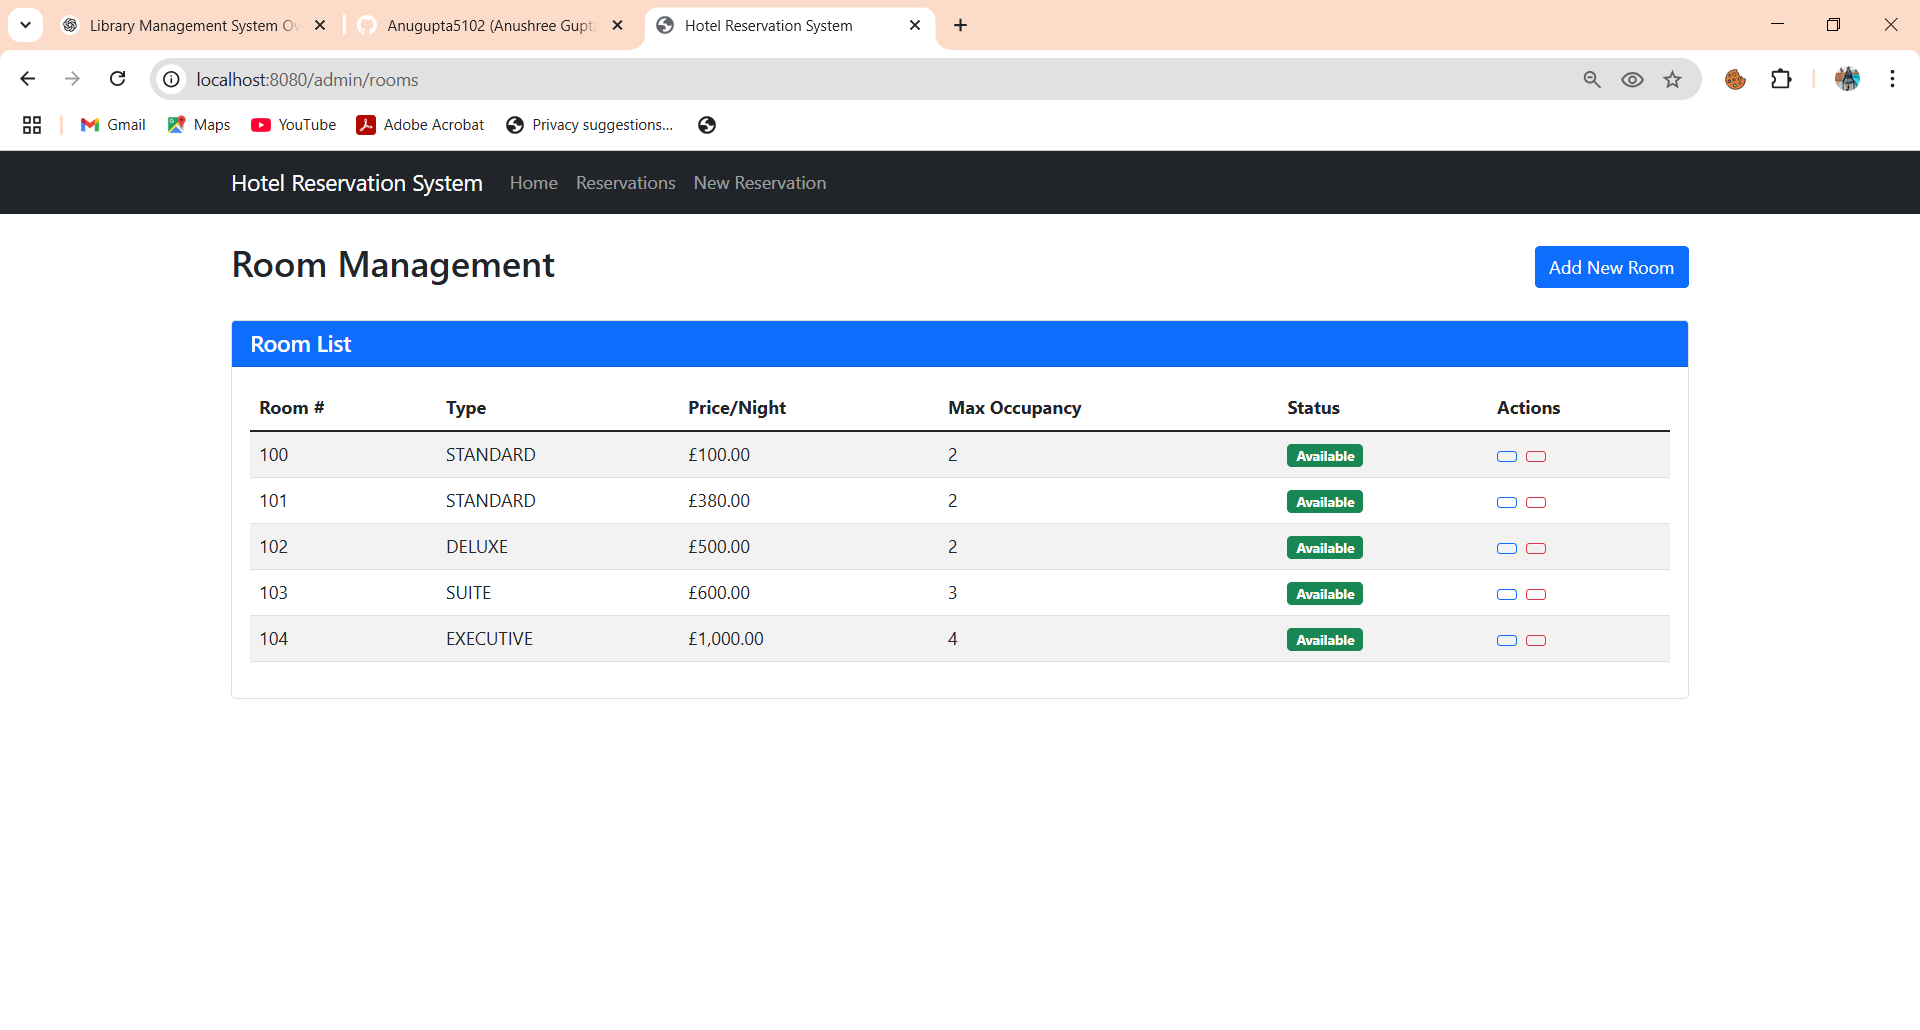 Library Management System Ov
Anugupta5102 (Anushree Gupt
Hotel Reservation System
localhost:8080/admin/rooms
Gmail Maps YouTube Adobe Acrobat Privacy suggestions...
Hotel Reservation System Home Reservations New Reservation
Room Management
Add New Room
Room List
Room # Type Price/Night Max Occupancy Status Actions
100 STANDARD £100.00 2 Available
101 STANDARD £380.00 2 Available
102 DELUXE £500.00 2 Available
103 SUITE £600.00 3 Available
104 EXECUTIVE £1,000.00 4 Available